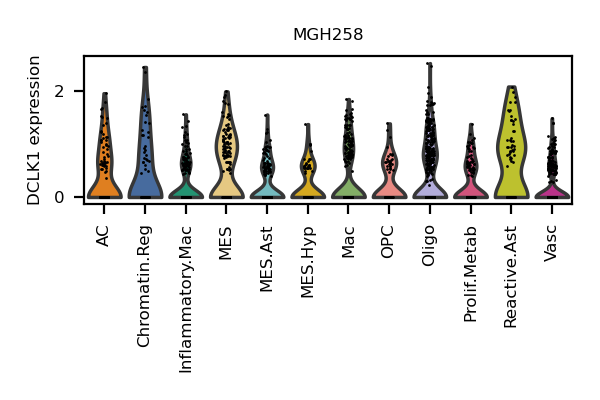 MGH258
DCLK1 expression
2
0
AC
Chromatin.Reg
Inflammatory.Mac
MES
MES.Ast
MES.Hyp
Mac
OPC
Oligo
Prolif.Metab
Reactive.Ast
Vasc